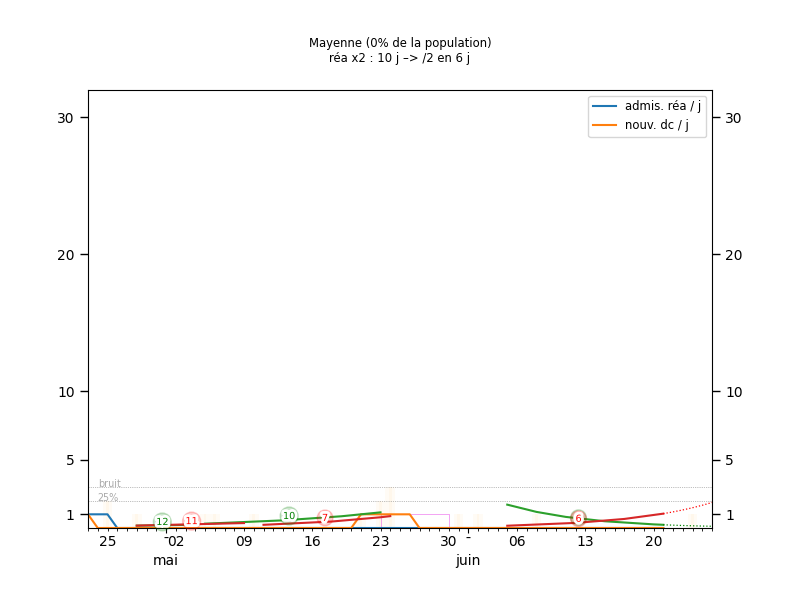 Mayenne (0% de la population)
réa x2 : 10 j –> /2 en 6 j
admis. réa / j
nouv. dc / j
30 30
20 20
10 10
5 5
bruit
25%
1 1
12 11 10 7 6
25 02 09 16 23 30 - 06 13 20
mai juin